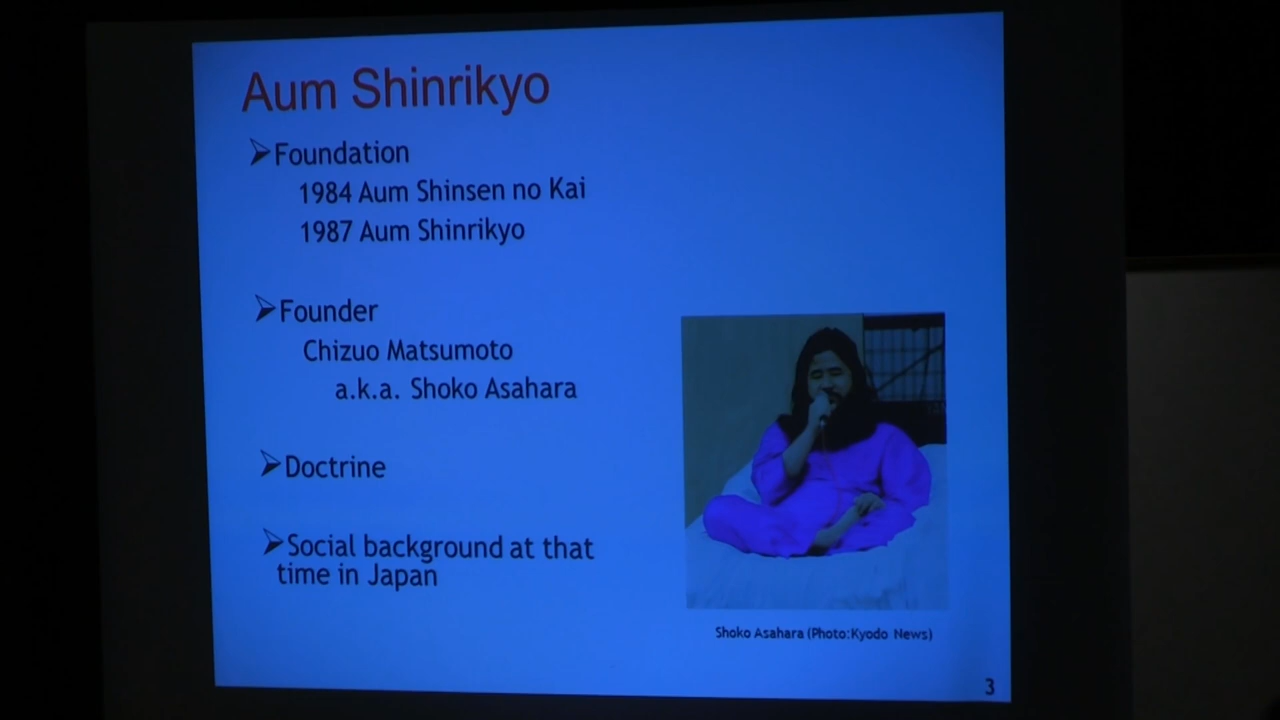 Aum Shinrikyo
➢Foundation
1984 Aum Shinsen no Kai
1987 Aum Shinrikyo
➢Founder
Chizuo Matsumoto
a.k.a. Shoko Asahara
➢Doctrine
➢Social background at that
time in Japan
Shoko Asahara (Photo:Kyodo News)
3